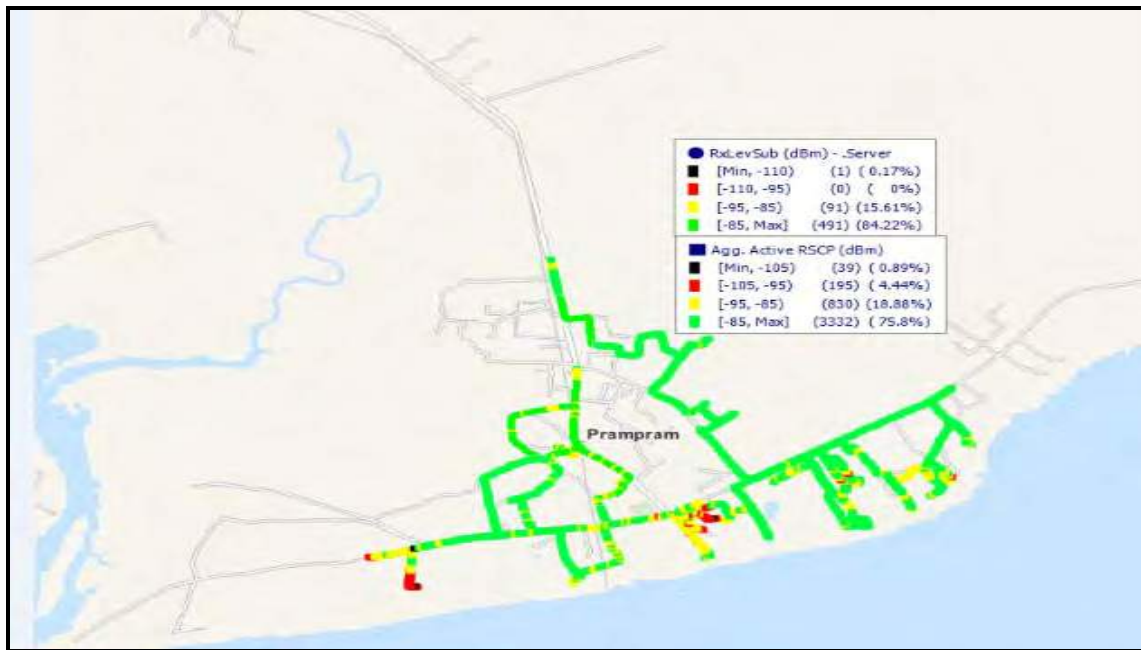 RxLevSub (dBm) - .Server
[Min, -110) (1) ( 0.17%)
[-110, -95) (0) ( 0%)
[-95, -85) (91) (15.61%)
[-85, Max] (491) (84.22%)
Agg. Active RSCP (dBm)
[Min, -105) (39) ( 0.89%)
[-105, -95) (195) ( 4.44%)
[-95, -85) (830) (18.88%)
[-85, Max] (3332) ( 75.8%)
Prampram